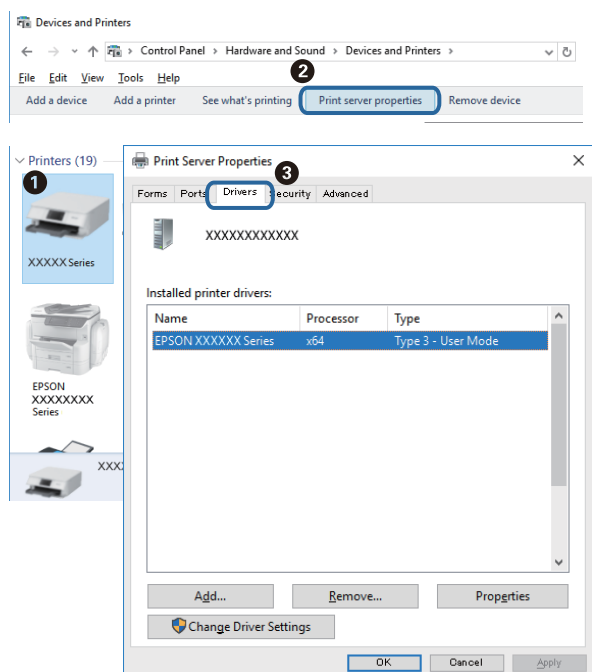 Devices and Printers
Control Panel > Hardware and Sound > Devices and Printers >
2
File Edit View Tools Help
Add a device Add a printer See what's printing Print server properties Remove device
Printers (19)
1
XXXXX Series
EPSON
XXXXXXXX
Series
XXX
Print Server Properties
3
Forms Ports Drivers Security Advanced
XXXXXXXXXXXX
Installed printer drivers:
Name Processor Type
EPSON XXXXXX Series x64 Type 3 - User Mode
Add... Remove... Properties
Change Driver Settings
OK Cancel Apply